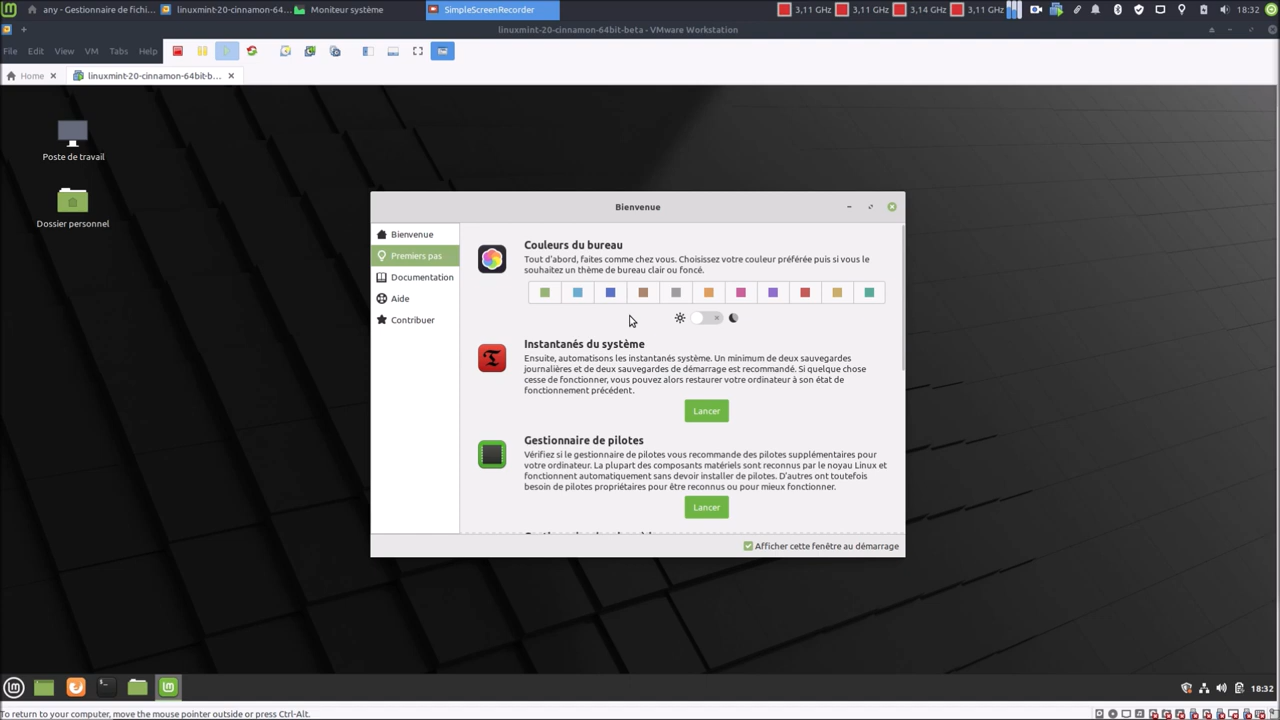 any - Gestionnaire de fichi...
linuxmint-20-cinnamon-64...
Moniteur système
SimpleScreenRecorder
3,11 GHz
3,11 GHz
3,14 GHz
3,11 GHz
18:32
linuxmint-20-cinnamon-64bit-beta - VMware Workstation
File Edit View VM Tabs Help
Home
linuxmint-20-cinnamon-64bit-b...
Poste de travail
Dossier personnel
Bienvenue
Bienvenue
Premiers pas
Documentation
Aide
Contribuer
Couleurs du bureau
Tout d'abord, faites comme chez vous. Choisissez votre couleur préférée puis si vous le
souhaitez un thème de bureau clair ou foncé.
Instantanés du système
Ensuite, automatisons les instantanés système. Un minimum de deux sauvegardes
journalières et de deux sauvegardes de démarrage est recommandé. Si quelque chose
cesse de fonctionner, vous pouvez alors restaurer votre ordinateur à son état de
fonctionnement précédent.
Lancer
Gestionnaire de pilotes
Vérifiez si le gestionnaire de pilotes vous recommande des pilotes supplémentaires pour
votre ordinateur. La plupart des composants matériels sont reconnus par le noyau Linux et
fonctionnent automatiquement sans devoir installer de pilotes. D'autres ont toutefois
besoin de pilotes propriétaires pour être reconnus ou pour mieux fonctionner.
Lancer
Afficher cette fenêtre au démarrage
18:32
To return to your computer, move the mouse pointer outside or press Ctrl-Alt.